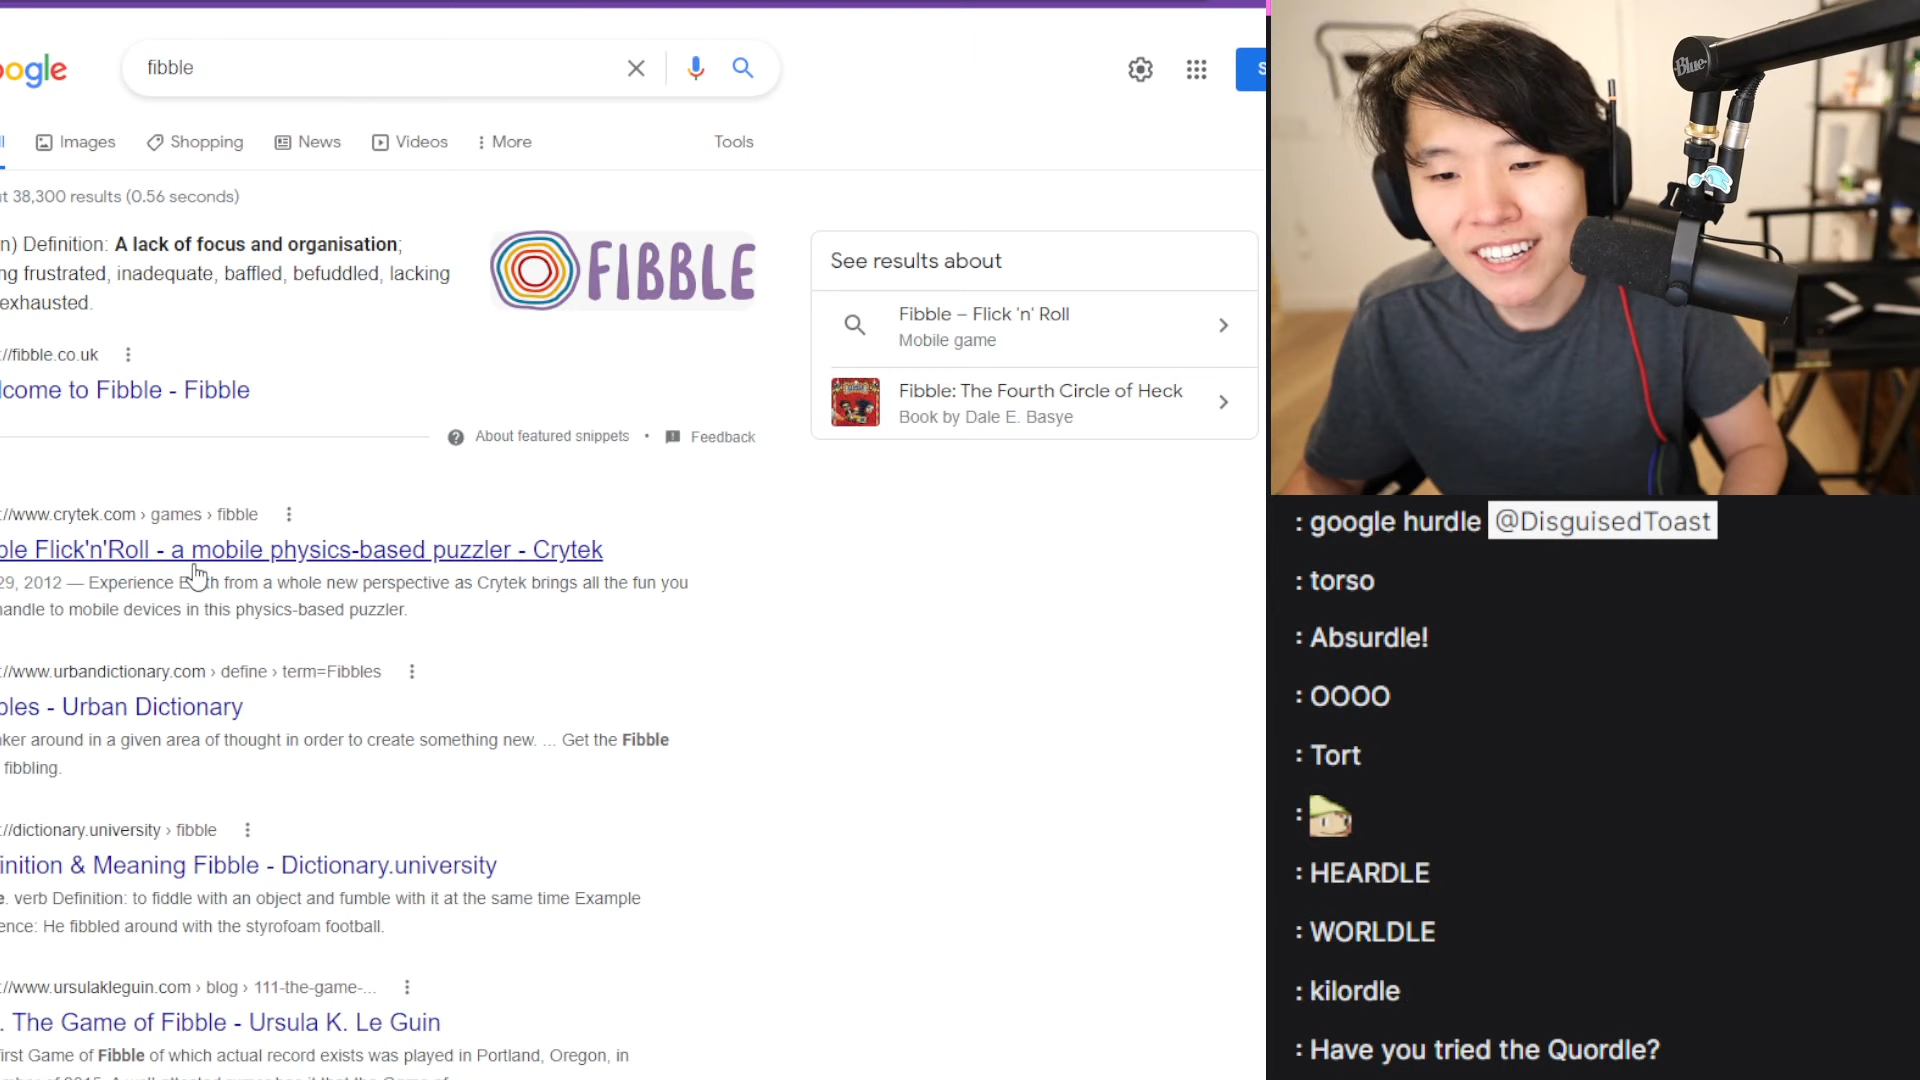 ogle
fibble
S
Images
Shopping
News
Videos
More
Tools
38,300 results (0.56 seconds)
n) Definition: A lack of focus and organisation;
ng frustrated, inadequate, baffled, befuddled, lacking
exhausted.
FIBBLE
://fibble.co.uk
lcome to Fibble - Fibble
About featured snippets • Feedback
See results about
Fibble – Flick 'n' Roll
Mobile game
Fibble: The Fourth Circle of Heck
Book by Dale E. Basye
://www.crytek.com › games › fibble
ble Flick'n'Roll - a mobile physics-based puzzler - Crytek
29, 2012 — Experience from a whole new perspective as Crytek brings all the fun you
handle to mobile devices in this physics-based puzzler.
://www.urbandictionary.com › define › term=Fibbles
bles - Urban Dictionary
ker around in a given area of thought in order to create something new. ... Get the Fibble
fibbling.
://dictionary.university › fibble
inition & Meaning Fibble - Dictionary.university
e. verb Definition: to fiddle with an object and fumble with it at the same time Example
ence: He fibbled around with the styrofoam football.
://www.ursulakleguin.com › blog › 111-the-game-...
. The Game of Fibble - Ursula K. Le Guin
irst Game of Fibble of which actual record exists was played in Portland, Oregon, in
Blue
: google hurdle @DisguisedToast
: torso
: Absurdle!
: OOOO
: Tort
:
: HEARDLE
: WORLDLE
: kilordle
: Have you tried the Quordle?